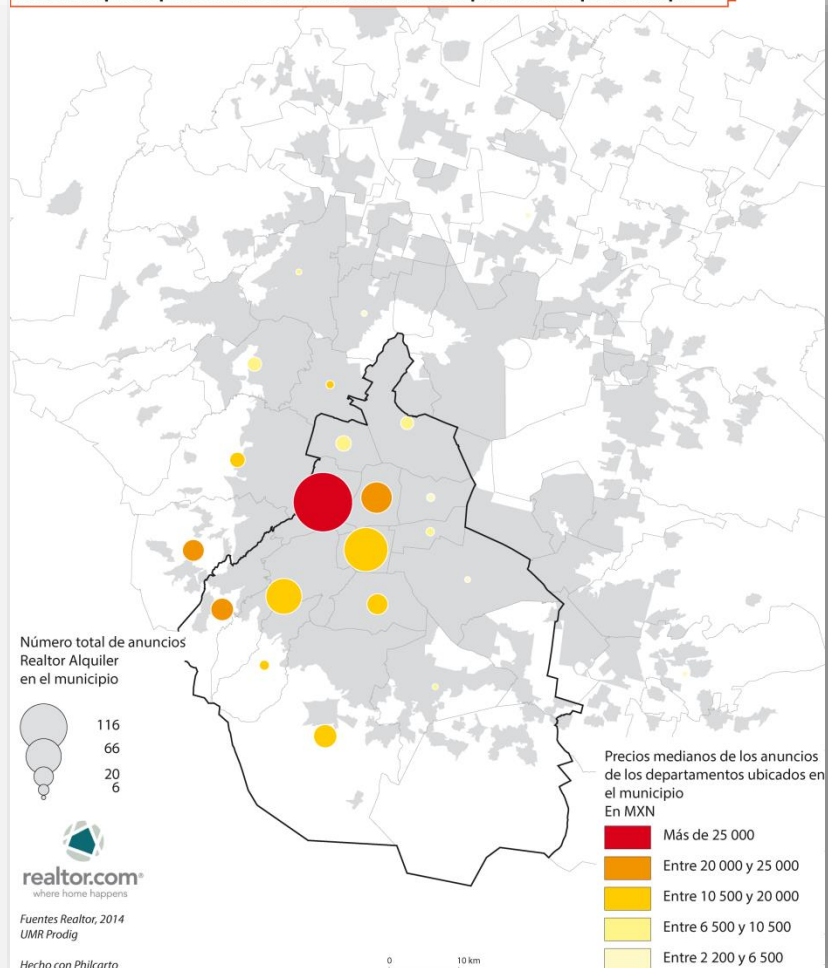 Número total de anuncios
Realtor Alquiler
en el municipio
116
66
20
6
realtor.com®
where home happens
Fuentes Realtor, 2014
UMR Prodig
Hecho con Philcarto
0 10 km
Precios medianos de los anuncios
de los departamentos ubicados en
el municipio
En MXN
Más de 25 000
Entre 20 000 y 25 000
Entre 10 500 y 20 000
Entre 6 500 y 10 500
Entre 2 200 y 6 500